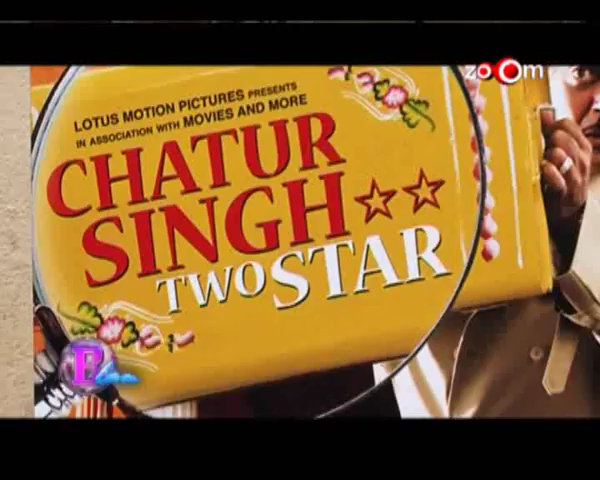 zoom
LOTUS MOTION PICTURES PRESENTS
IN ASSOCIATION WITH MOVIES AND MORE
CHATUR
SINGH
TWO STAR